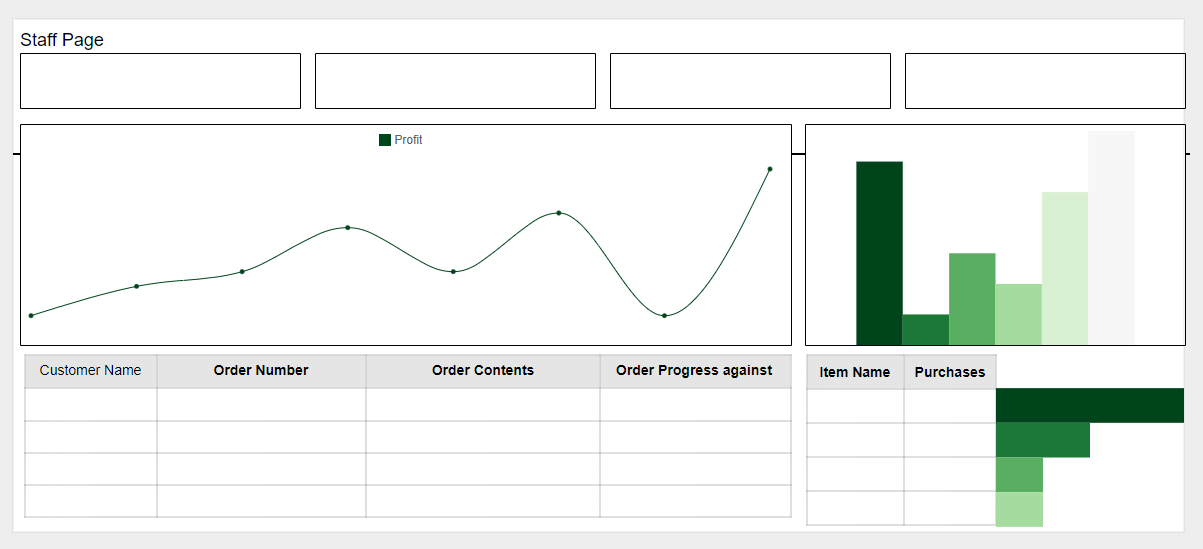 Staff Page
Profit
Customer Name Order Number Order Contents Order Progress against
Item Name Purchases